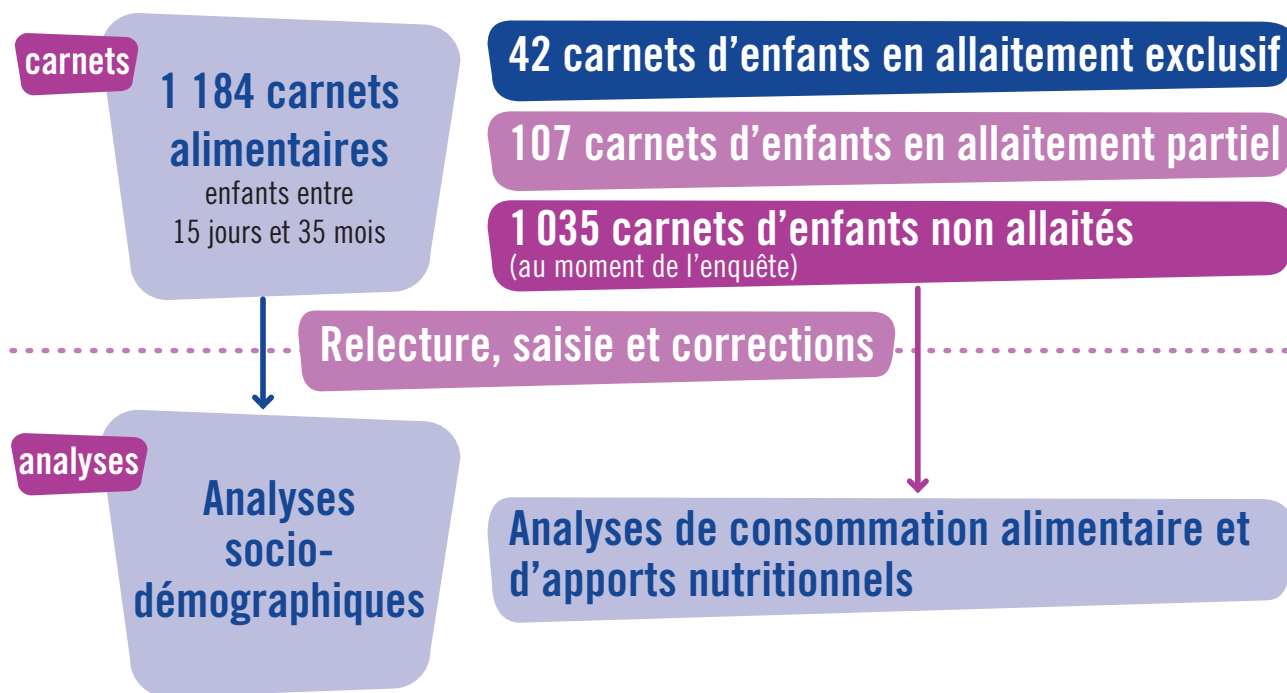 carnets
1 184 carnets
alimentaires
enfants entre
15 jours et 35 mois
42 carnets d'enfants en allaitement exclusif
107 carnets d'enfants en allaitement partiel
1 035 carnets d'enfants non allaités
(au moment de l'enquête)
Relecture, saisie et corrections
analyses
Analyses
socio-
démographiques
Analyses de consommation alimentaire et
d'apports nutritionnels